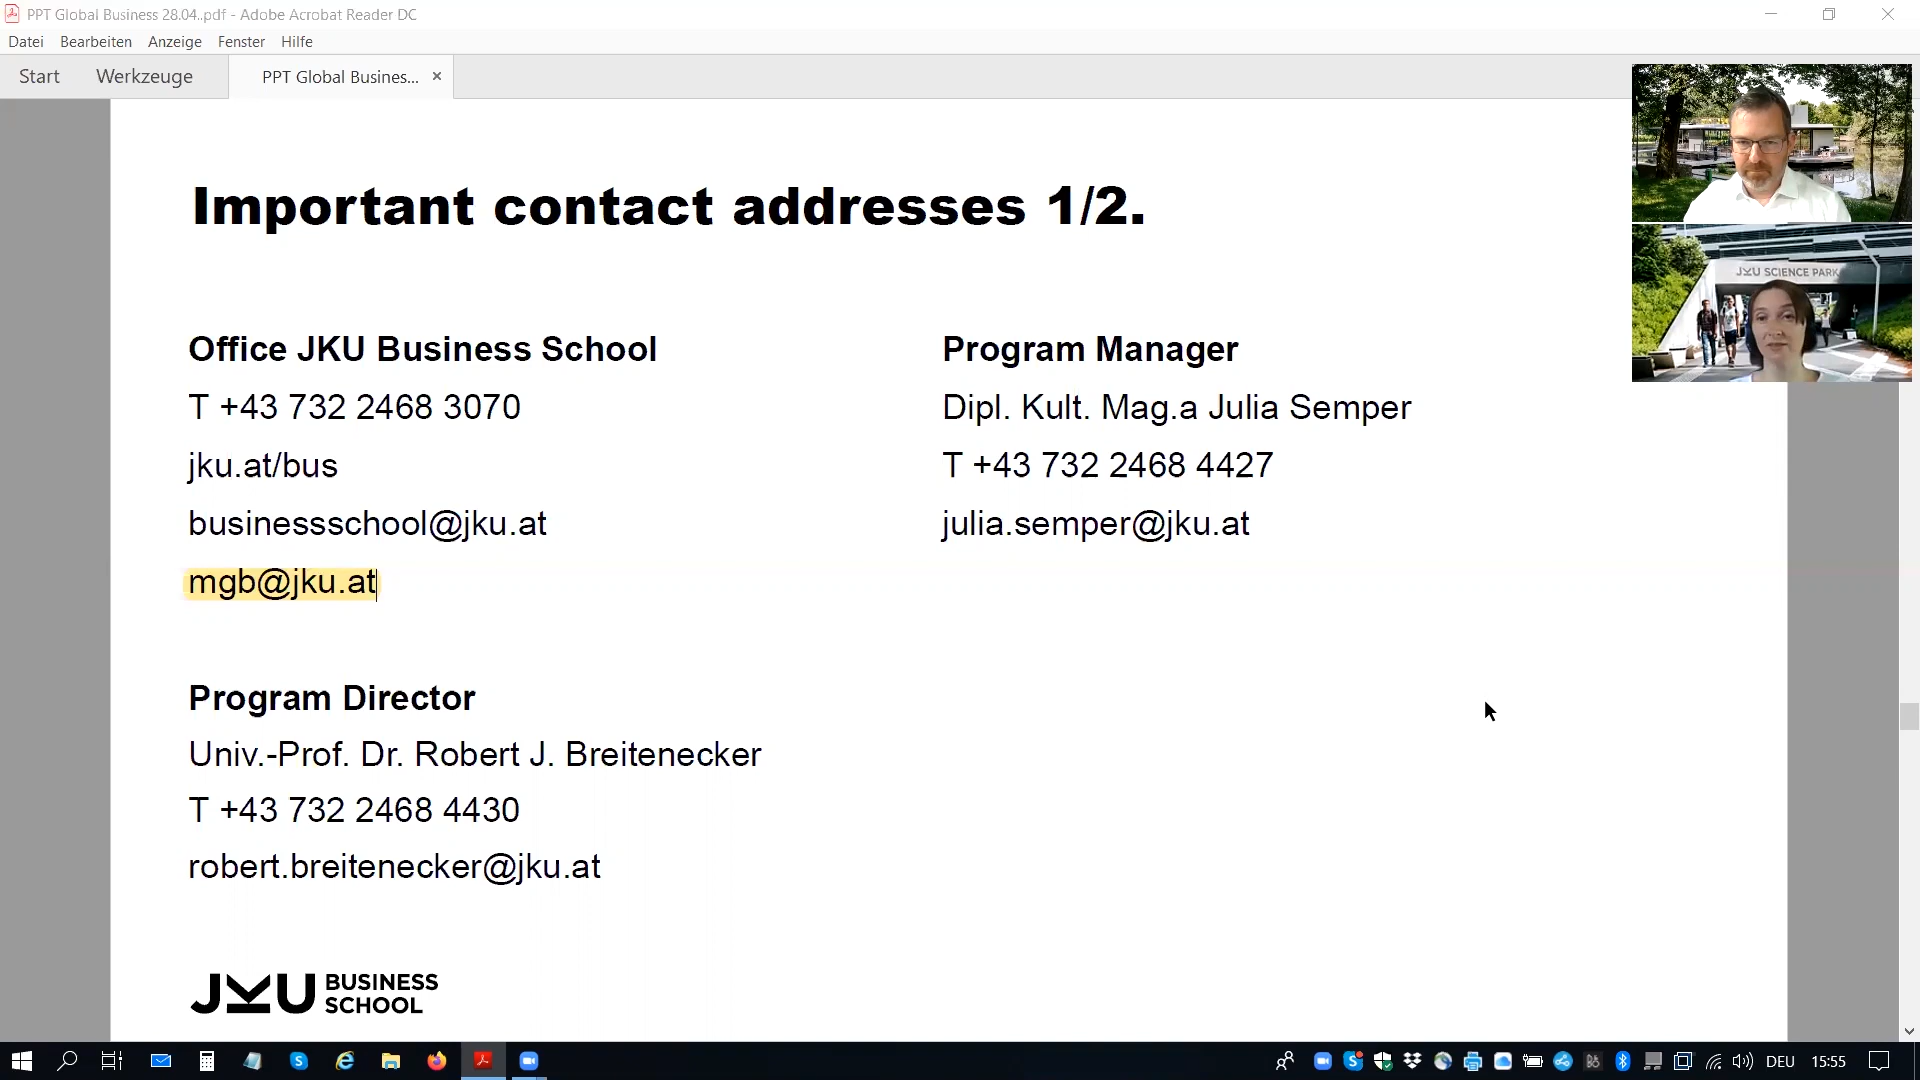 PPT Global Business 28.04..pdf - Adobe Acrobat Reader DC
Datei Bearbeiten Anzeige Fenster Hilfe
Start Werkzeuge PPT Global Busines... ×
Important contact addresses 1/2.
JKU SCIENCE PARK
Office JKU Business School
T +43 732 2468 3070
jku.at/bus
businessschool@jku.at
mgb@jku.at
Program Manager
Dipl. Kult. Mag.a Julia Semper
T +43 732 2468 4427
julia.semper@jku.at
Program Director
Univ.-Prof. Dr. Robert J. Breitenecker
T +43 732 2468 4430
robert.breitenecker@jku.at
JKU BUSINESS
SCHOOL
DEU 15:55